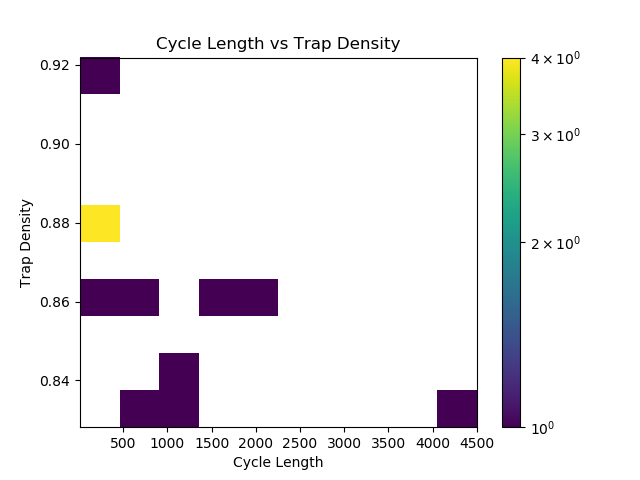 Cycle Length vs Trap Density
Trap Density
0.92
0.90
0.88
0.86
0.84
500 1000 1500 2000 2500 3000 3500 4000 4500
Cycle Length
4 × 10⁰
3 × 10⁰
2 × 10⁰
10⁰